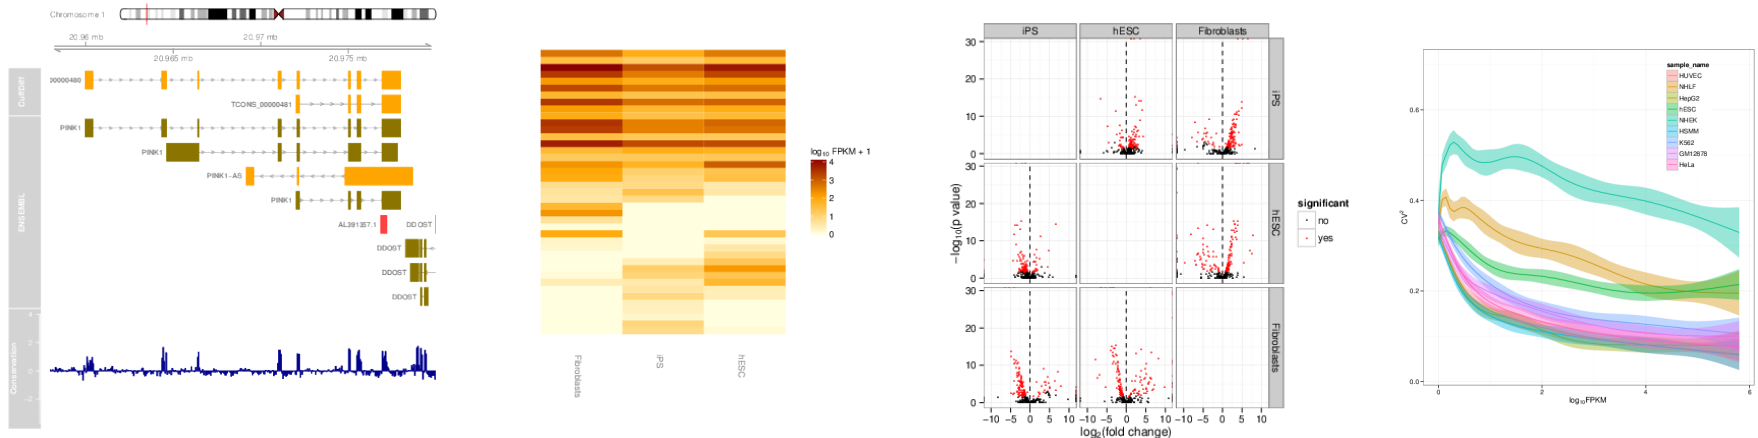 Chromosome 1
20.96 mb
20.97 mb
20.965 mb
20.975 mb
CuffDiff
00000480
TCONS_00000481
ENSEMBL
PINK1
PINK1
PINK1-AS
PINK1
AL391357.1
DDOST
DDOST
DDOST
DDOST
Conservation
4
2
0
−2
log10 FPKM + 1
4
3
2
1
0
Fibroblasts
iPS
hESC
iPS
hESC
Fibroblasts
30
20
10
0
iPS
30
20
10
0
hESC
30
20
10
0
Fibroblasts
−log10(p value)
−10 −5 0 5 10
−10 −5 0 5 10
−10 −5 0 5 10
log2(fold change)
significant
no
yes
sample_name
HUVEC
NHLF
HepG2
hESC
NHEK
HSMM
K562
GM12878
HeLa
0.6
0.4
0.2
0.0
CV2
0
2
4
6
log10FPKM